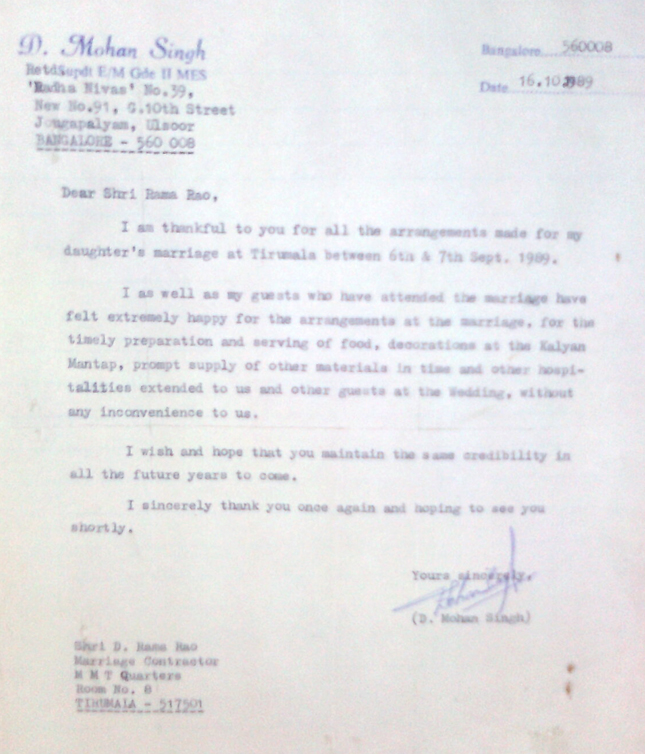 D. Mohan Singh
RetdSupdt E/M Gde II MES
'Radha Nivas' No.39,
New No.91, G.10th Street
Jougapalyam, Ulsoor
BANGALORE - 560 008
Bangalore 560008
Date 16.10.1989
Dear Shri Rama Rao,
I am thankful to you for all the arrangements made for my
daughter's marriage at Tirumala between 6th & 7th Sept. 1989.
I as well as my guests who have attended the marriage have
felt extremely happy for the arrangements at the marriage, for the
timely preparation and serving of food, decorations at the Kalyan
Mantap, prompt supply of other materials in time and other hospi-
talities extended to us and other guests at the Wedding, without
any inconvenience to us.
I wish and hope that you maintain the same credibility in
all the future years to come.
I sincerely thank you once again and hoping to see you
shortly.
Yours sincerely,
(D. Mohan Singh)
Shri D. Rama Rao
Marriage Contractor
M M T Quarters
Room No. 8
TIRUMALA - 517501